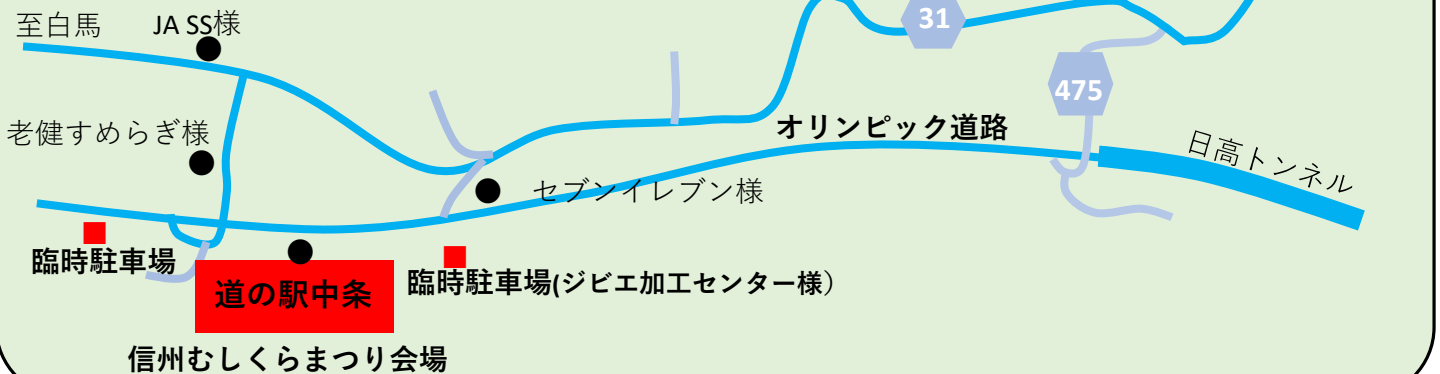 至白馬
JA SS様
31
475
老健すめらぎ様
オリンピック道路
日高トンネル
セブンイレブン様
臨時駐車場
道の駅中条
臨時駐車場(ジビエ加工センター様）
信州むしくらまつり会場